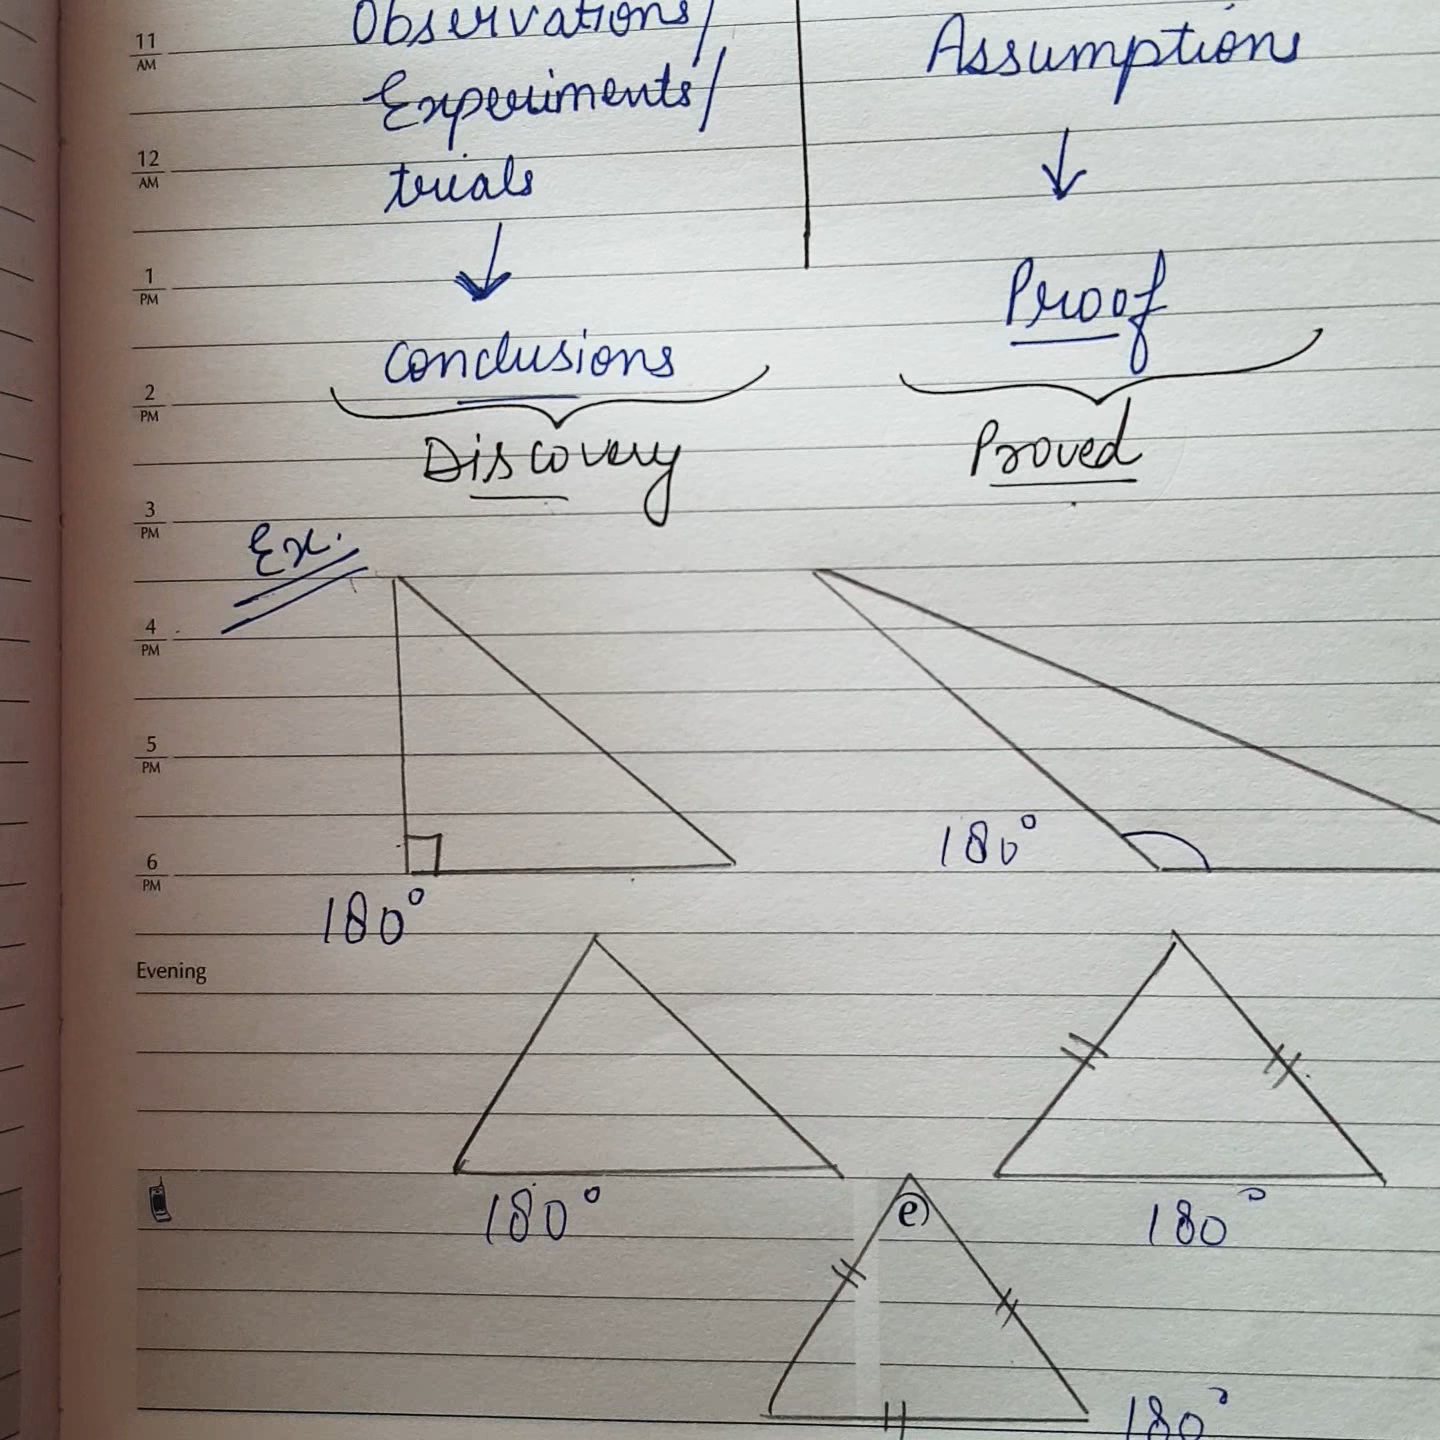 Observations/
Experiments/
trials
Conclusions
Discovery
Assumptions
Proof
Proved
11
AM
12
AM
1
PM
2
PM
3
PM
4
PM
5
PM
6
PM
Evening
Ex.
180°
180°
180°
180°
e)
180°